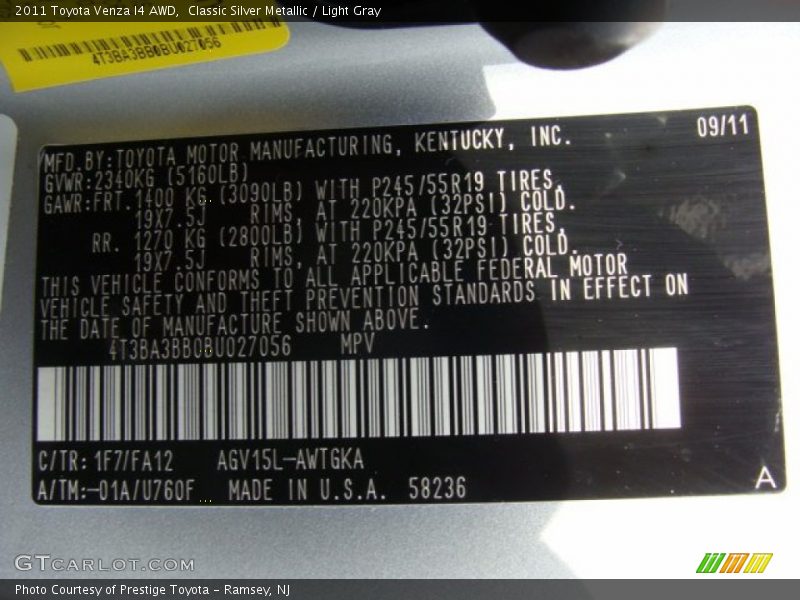 2011 Toyota Venza I4 AWD,  Classic Silver Metallic / Light Gray
4T3BA3BB0BU027056
09/11
MFD.BY:TOYOTA MOTOR MANUFACTURING, KENTUCKY, INC.
GVWR:2340KG (5160LB)
GAWR:FRT.1400 KG (3090LB) WITH P245/55R19 TIRES,
19X7.5J RIMS, AT 220KPA (32PSI) COLD.
RR. 1270 KG (2800LB) WITH P245/55R19 TIRES,
19X7.5J RIMS, AT 220KPA (32PSI) COLD.
THIS VEHICLE CONFORMS TO ALL APPLICABLE FEDERAL MOTOR
VEHICLE SAFETY AND THEFT PREVENTION STANDARDS IN EFFECT ON
THE DATE OF MANUFACTURE SHOWN ABOVE.
4T3BA3BB0BU027056 MPV
C/TR:1F7/FA12 AGV15L-AWTGKA
A/TM:-01A/U760F MADE IN U.S.A. 58236
A
GTCARLOT.COM
Photo Courtesy of Prestige Toyota - Ramsey, NJ